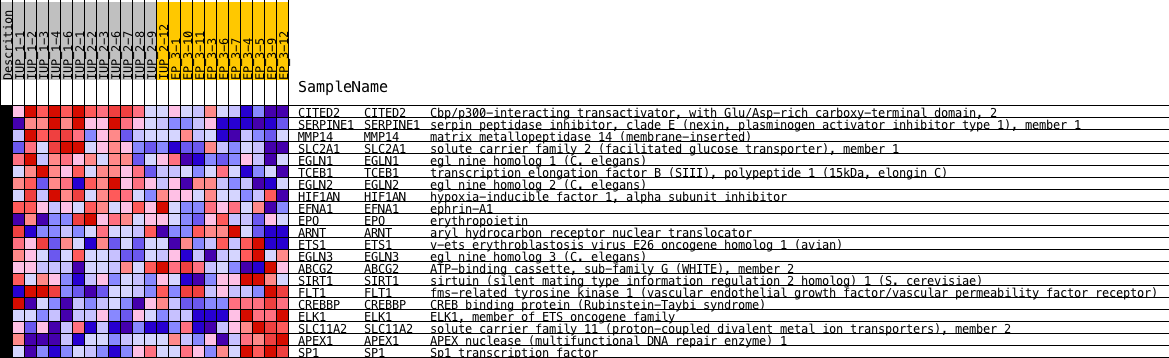 Descrition
IUP_1-1
IUP_1-2
IUP_1-3
IUP_1-4
IUP_1-6
IUP_2-1
IUP_2-2
IUP_2-3
IUP_2-6
IUP_2-7
IUP_2-8
IUP_2-9
IUP_2-12
EP_3-1
EP_3-10
EP_3-11
EP_3-3
EP_3-6
EP_3-7
EP_3-4
EP_3-5
EP_3-9
EP_3-12
SampleName
CITED2 CITED2 Cbp/p300-interacting transactivator, with Glu/Asp-rich carboxy-terminal domain, 2
SERPINE1 SERPINE1 serpin peptidase inhibitor, clade E (nexin, plasminogen activator inhibitor type 1), member 1
MMP14 MMP14 matrix metallopeptidase 14 (membrane-inserted)
SLC2A1 SLC2A1 solute carrier family 2 (facilitated glucose transporter), member 1
EGLN1 EGLN1 egl nine homolog 1 (C. elegans)
TCEB1 TCEB1 transcription elongation factor B (SIII), polypeptide 1 (15kDa, elongin C)
EGLN2 EGLN2 egl nine homolog 2 (C. elegans)
HIF1AN HIF1AN hypoxia-inducible factor 1, alpha subunit inhibitor
EFNA1 EFNA1 ephrin-A1
EPO EPO erythropoietin
ARNT ARNT aryl hydrocarbon receptor nuclear translocator
ETS1 ETS1 v-ets erythroblastosis virus E26 oncogene homolog 1 (avian)
EGLN3 EGLN3 egl nine homolog 3 (C. elegans)
ABCG2 ABCG2 ATP-binding cassette, sub-family G (WHITE), member 2
SIRT1 SIRT1 sirtuin (silent mating type information regulation 2 homolog) 1 (S. cerevisiae)
FLT1 FLT1 fms-related tyrosine kinase 1 (vascular endothelial growth factor/vascular permeability factor receptor)
CREBBP CREBBP CREB binding protein (Rubinstein-Taybi syndrome)
ELK1 ELK1 ELK1, member of ETS oncogene family
SLC11A2 SLC11A2 solute carrier family 11 (proton-coupled divalent metal ion transporters), member 2
APEX1 APEX1 APEX nuclease (multifunctional DNA repair enzyme) 1
SP1 SP1 Sp1 transcription factor